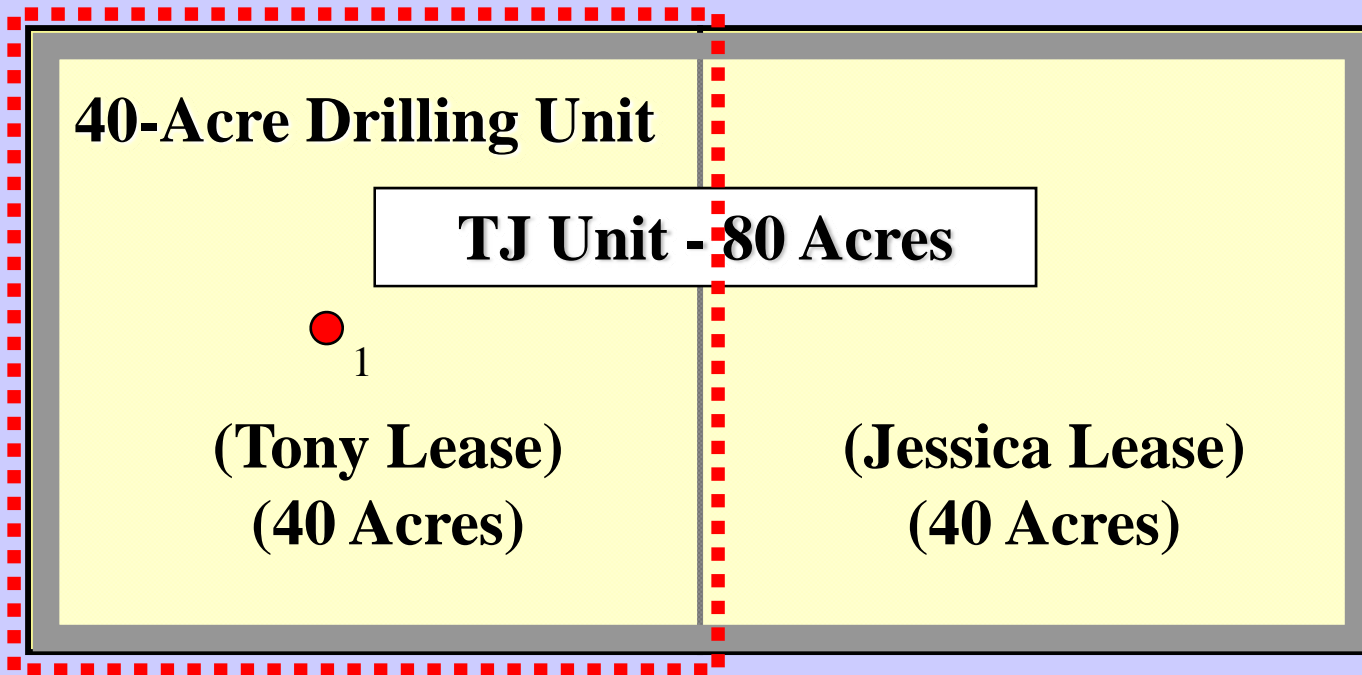 40-Acre Drilling Unit
TJ Unit - 80 Acres
1
(Tony Lease)
(40 Acres)
(Jessica Lease)
(40 Acres)